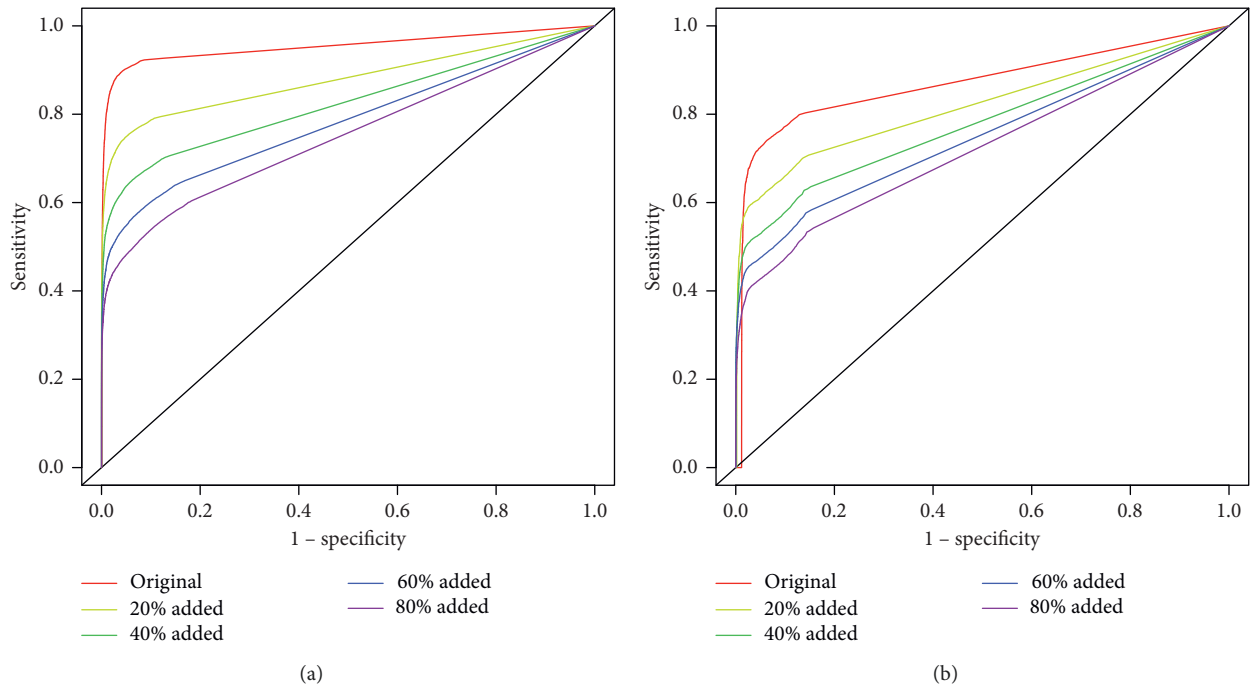 1.0
0.8
0.6
0.4
0.2
0.0
Sensitivity
0.0 0.2 0.4 0.6 0.8 1.0
1 – specificity
Original
20% added
40% added
60% added
80% added
(a)
1.0
0.8
0.6
0.4
0.2
0.0
Sensitivity
0.0 0.2 0.4 0.6 0.8 1.0
1 – specificity
Original
20% added
40% added
60% added
80% added
(b)